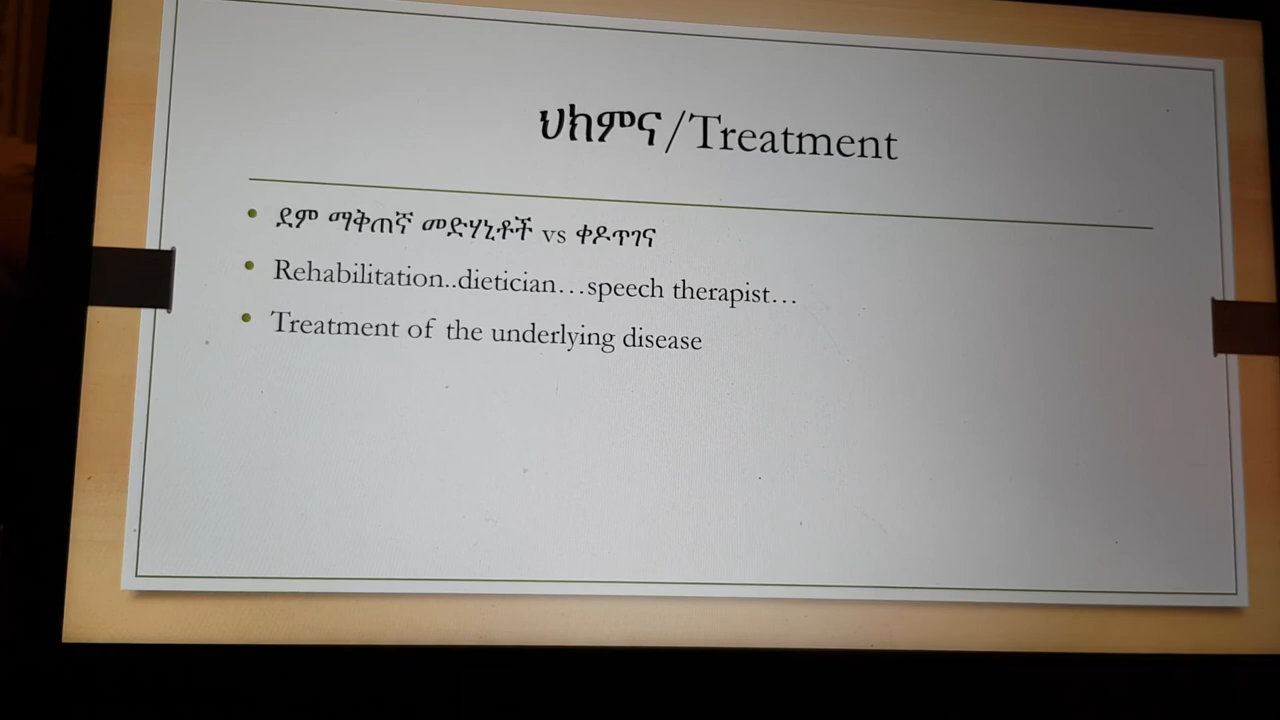 ህክምና/Treatment
• ደም ማቅጠኛ መድሃኒቶች vs ቀዶጥገና
• Rehabilitation..dietician…speech therapist…
• Treatment of the underlying disease